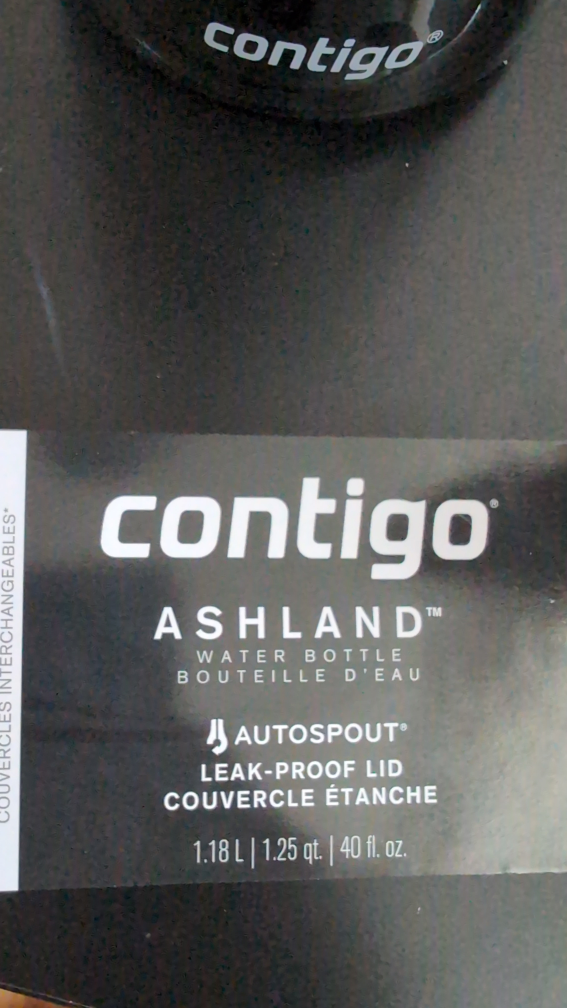 contigo®
contigo®
ASHLAND™
WATER BOTTLE
BOUTEILLE D'EAU
AUTOSPOUT®
LEAK-PROOF LID
COUVERCLE ÉTANCHE
1.18 L | 1.25 qt. | 40 fl. oz.
COUVERCLES INTERCHANGEABLES*